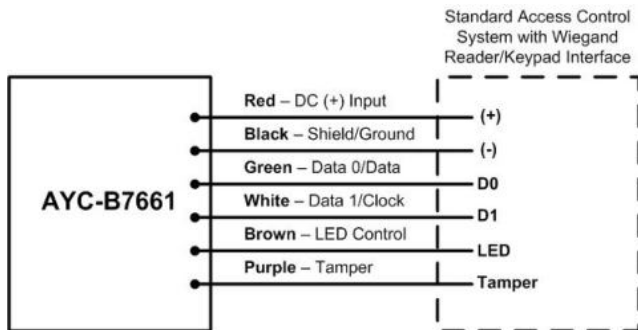 Standard Access Control
System with Wiegand
Reader/Keypad Interface
AYC-B7661
Red – DC (+) Input
(+)
Black – Shield/Ground
(-)
Green – Data 0/Data
D0
White – Data 1/Clock
D1
Brown – LED Control
LED
Purple – Tamper
Tamper